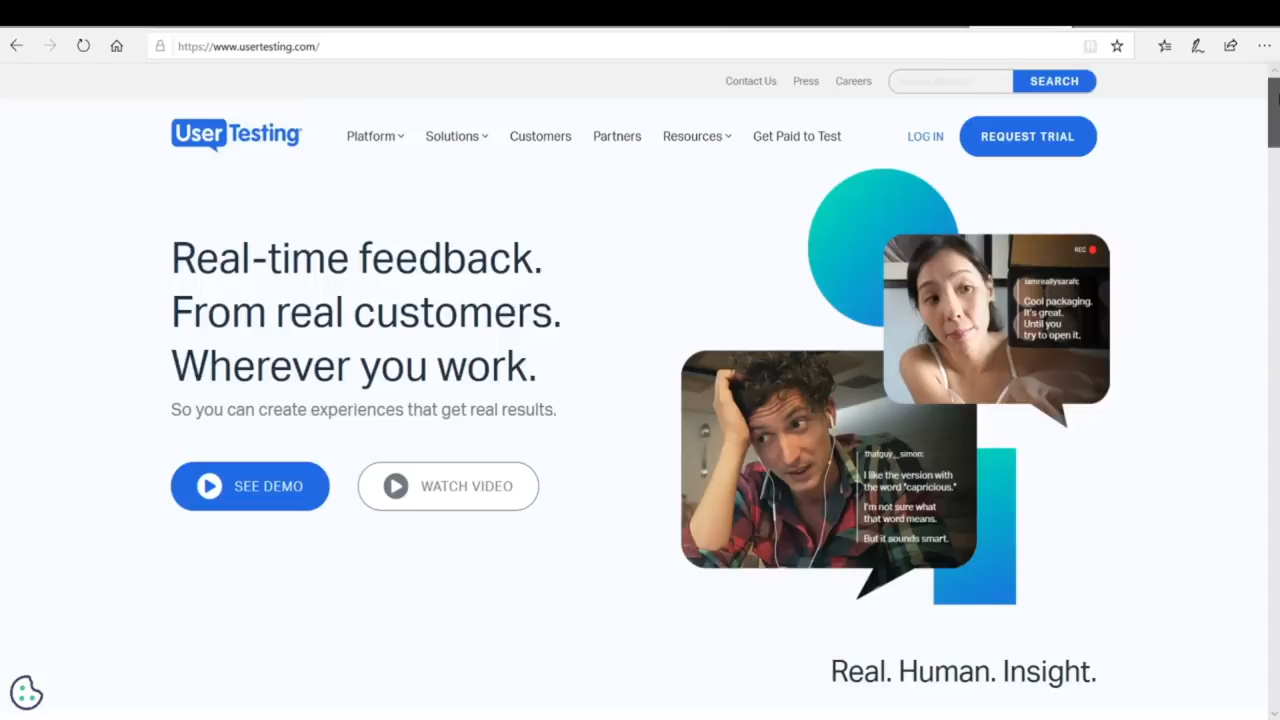 https://www.usertesting.com/
Contact Us Press Careers SEARCH
UserTesting Platform Solutions Customers Partners Resources Get Paid to Test LOG IN REQUEST TRIAL
Real-time feedback.
From real customers.
Wherever you work.
So you can create experiences that get real results.
SEE DEMO WATCH VIDEO
REC
iamreallysarah:
Cool packaging.
It's great.
Until you
try to open it.
thatguy_simon:
I like the version with
the word "capricious."
I'm not sure what
that word means.
But it sounds smart.
Real. Human. Insight.